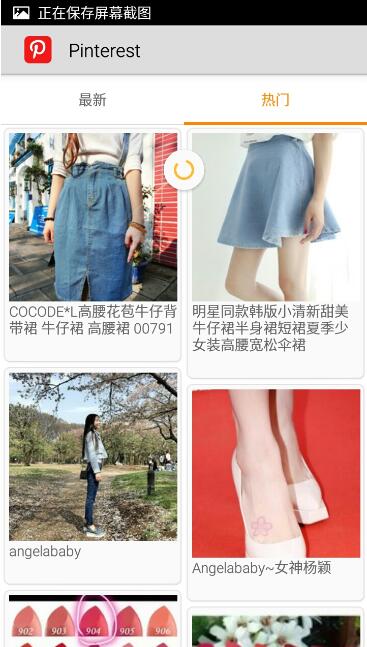 正在保存屏幕截图
Pinterest
最新
热门
COCODE*L高腰花苞牛仔背
带裙 牛仔裙 高腰裙 00791
明星同款韩版小清新甜美
牛仔裙半身裙短裙夏季少
女装高腰宽松伞裙
angelababy
Angelababy~女神杨颖
902 903 904 905 906